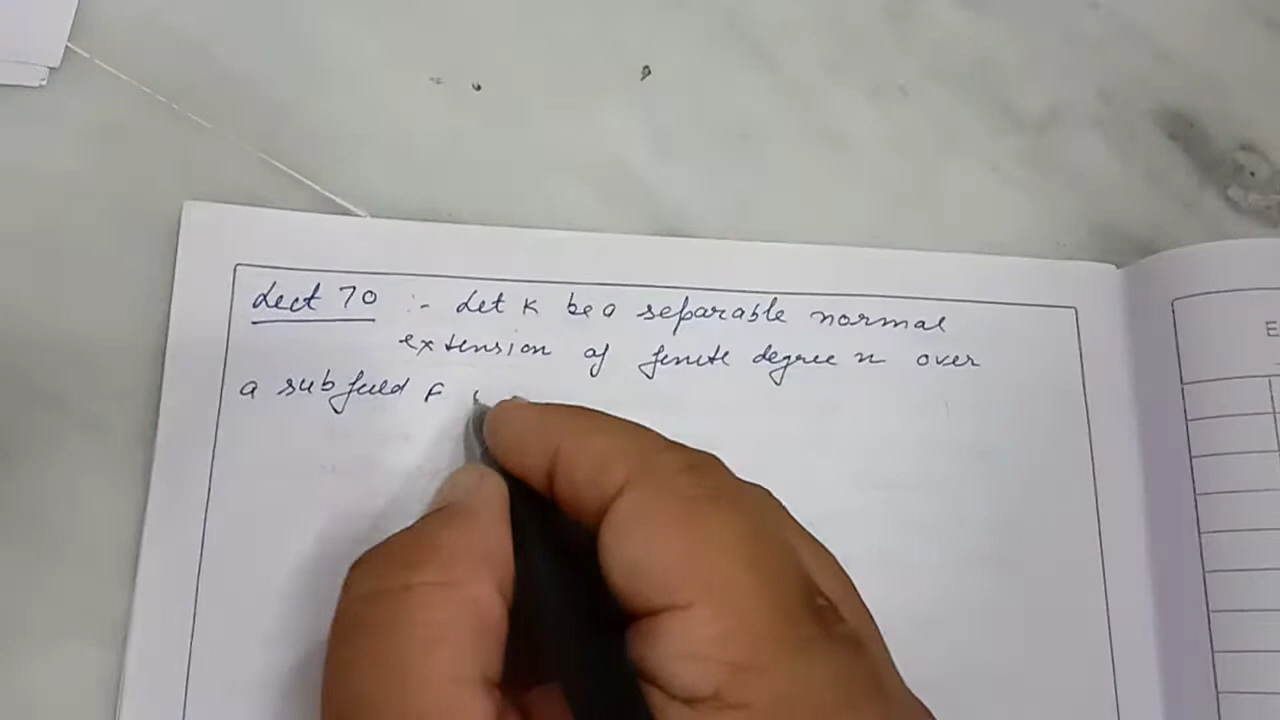 Lect 70 :- Let K be a separable normal
extension of finite degree n over
a subfield F
E